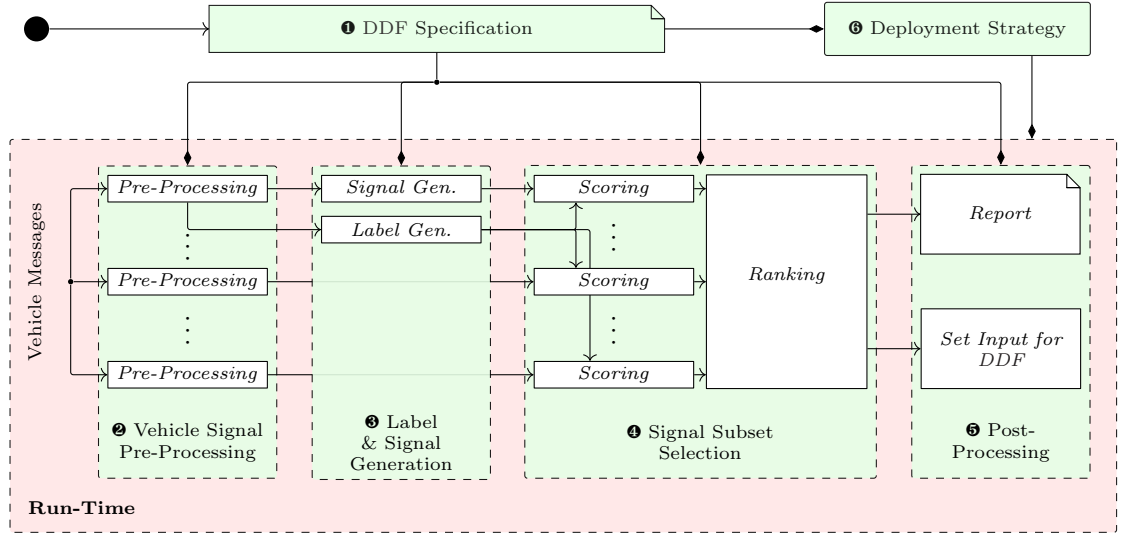 ❶ DDF Specification
❻ Deployment Strategy
Vehicle Messages
Pre-Processing
Signal Gen.
Scoring
Label Gen.
Report
Ranking
Pre-Processing
Scoring
Set Input for
DDF
Pre-Processing
Scoring
❷ Vehicle Signal
Pre-Processing
❸ Label
& Signal
Generation
❹ Signal Subset
Selection
❺ Post-
Processing
Run-Time